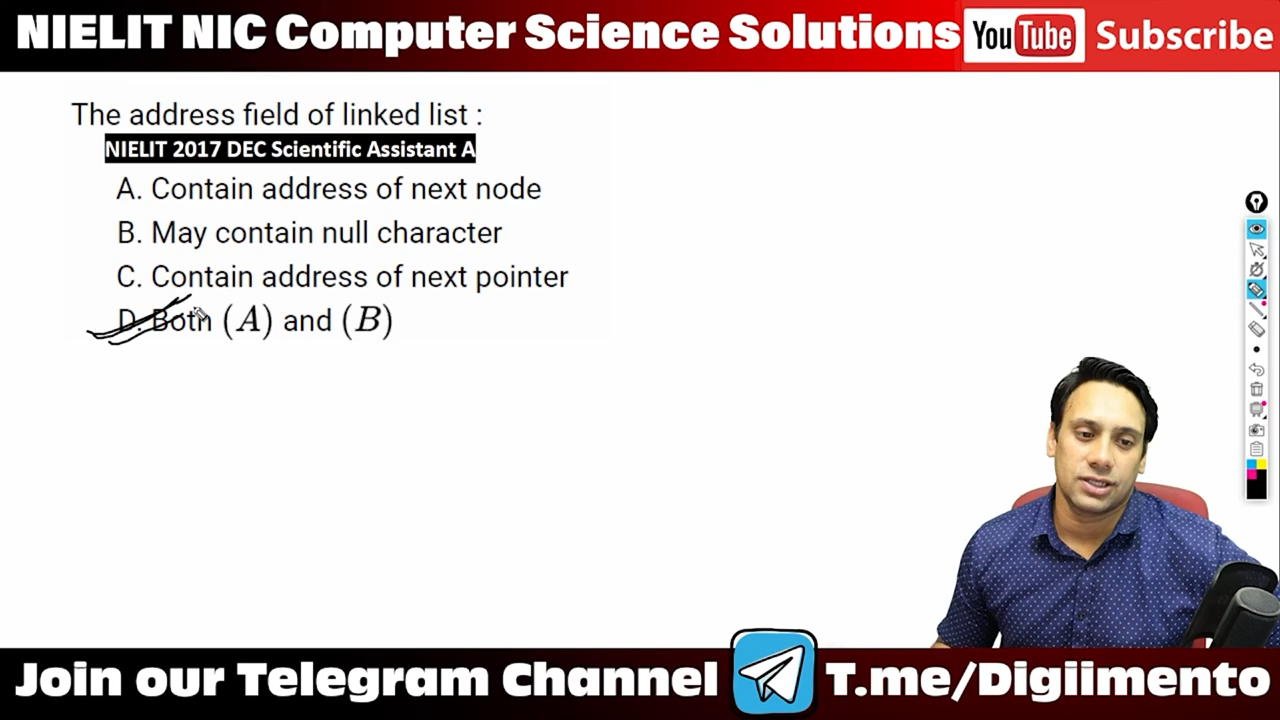 NIELIT NIC Computer Science Solutions YouTube Subscribe
The address field of linked list :
NIELIT 2017 DEC Scientific Assistant A
A. Contain address of next node
B. May contain null character
C. Contain address of next pointer
D. Both (A) and (B)
Join our Telegram Channel T.me/Digiimento